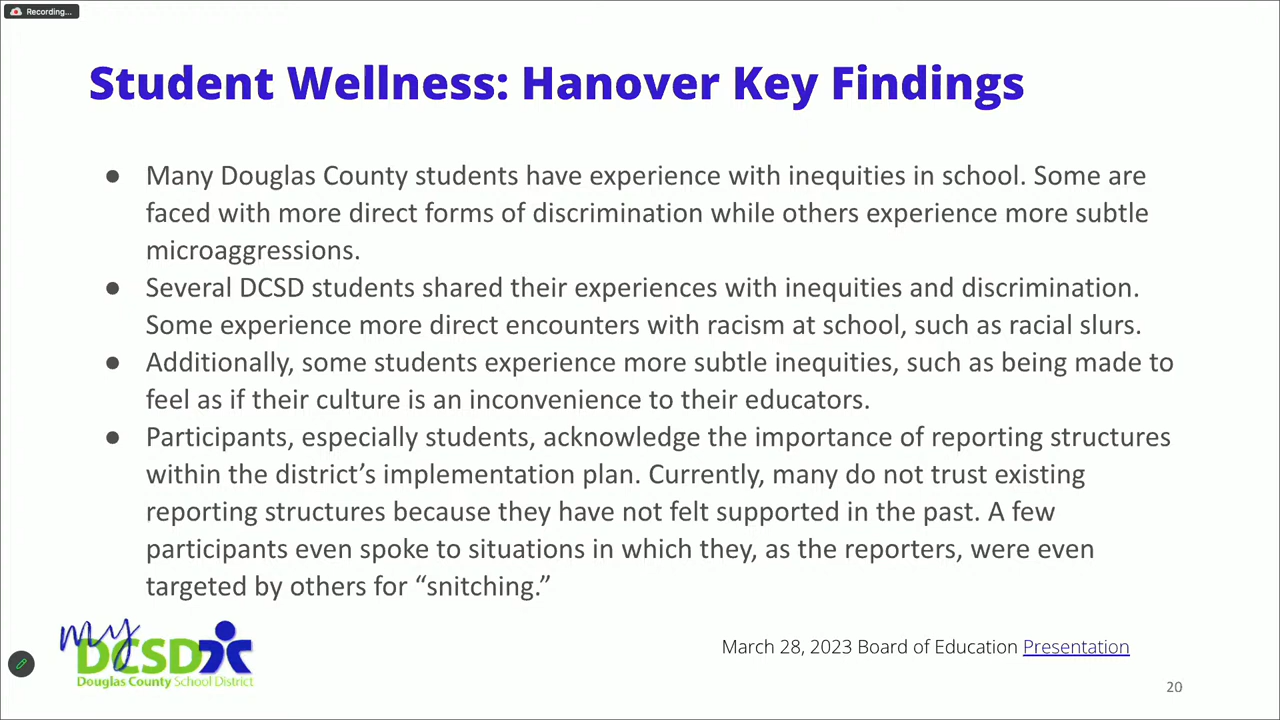 Recording...
Student Wellness: Hanover Key Findings
● Many Douglas County students have experience with inequities in school. Some are
faced with more direct forms of discrimination while others experience more subtle
microaggressions.
● Several DCSD students shared their experiences with inequities and discrimination.
Some experience more direct encounters with racism at school, such as racial slurs.
● Additionally, some students experience more subtle inequities, such as being made to
feel as if their culture is an inconvenience to their educators.
● Participants, especially students, acknowledge the importance of reporting structures
within the district’s implementation plan. Currently, many do not trust existing
reporting structures because they have not felt supported in the past. A few
participants even spoke to situations in which they, as the reporters, were even
targeted by others for “snitching.”
my
DCSD
Douglas County School District
March 28, 2023 Board of Education Presentation
20